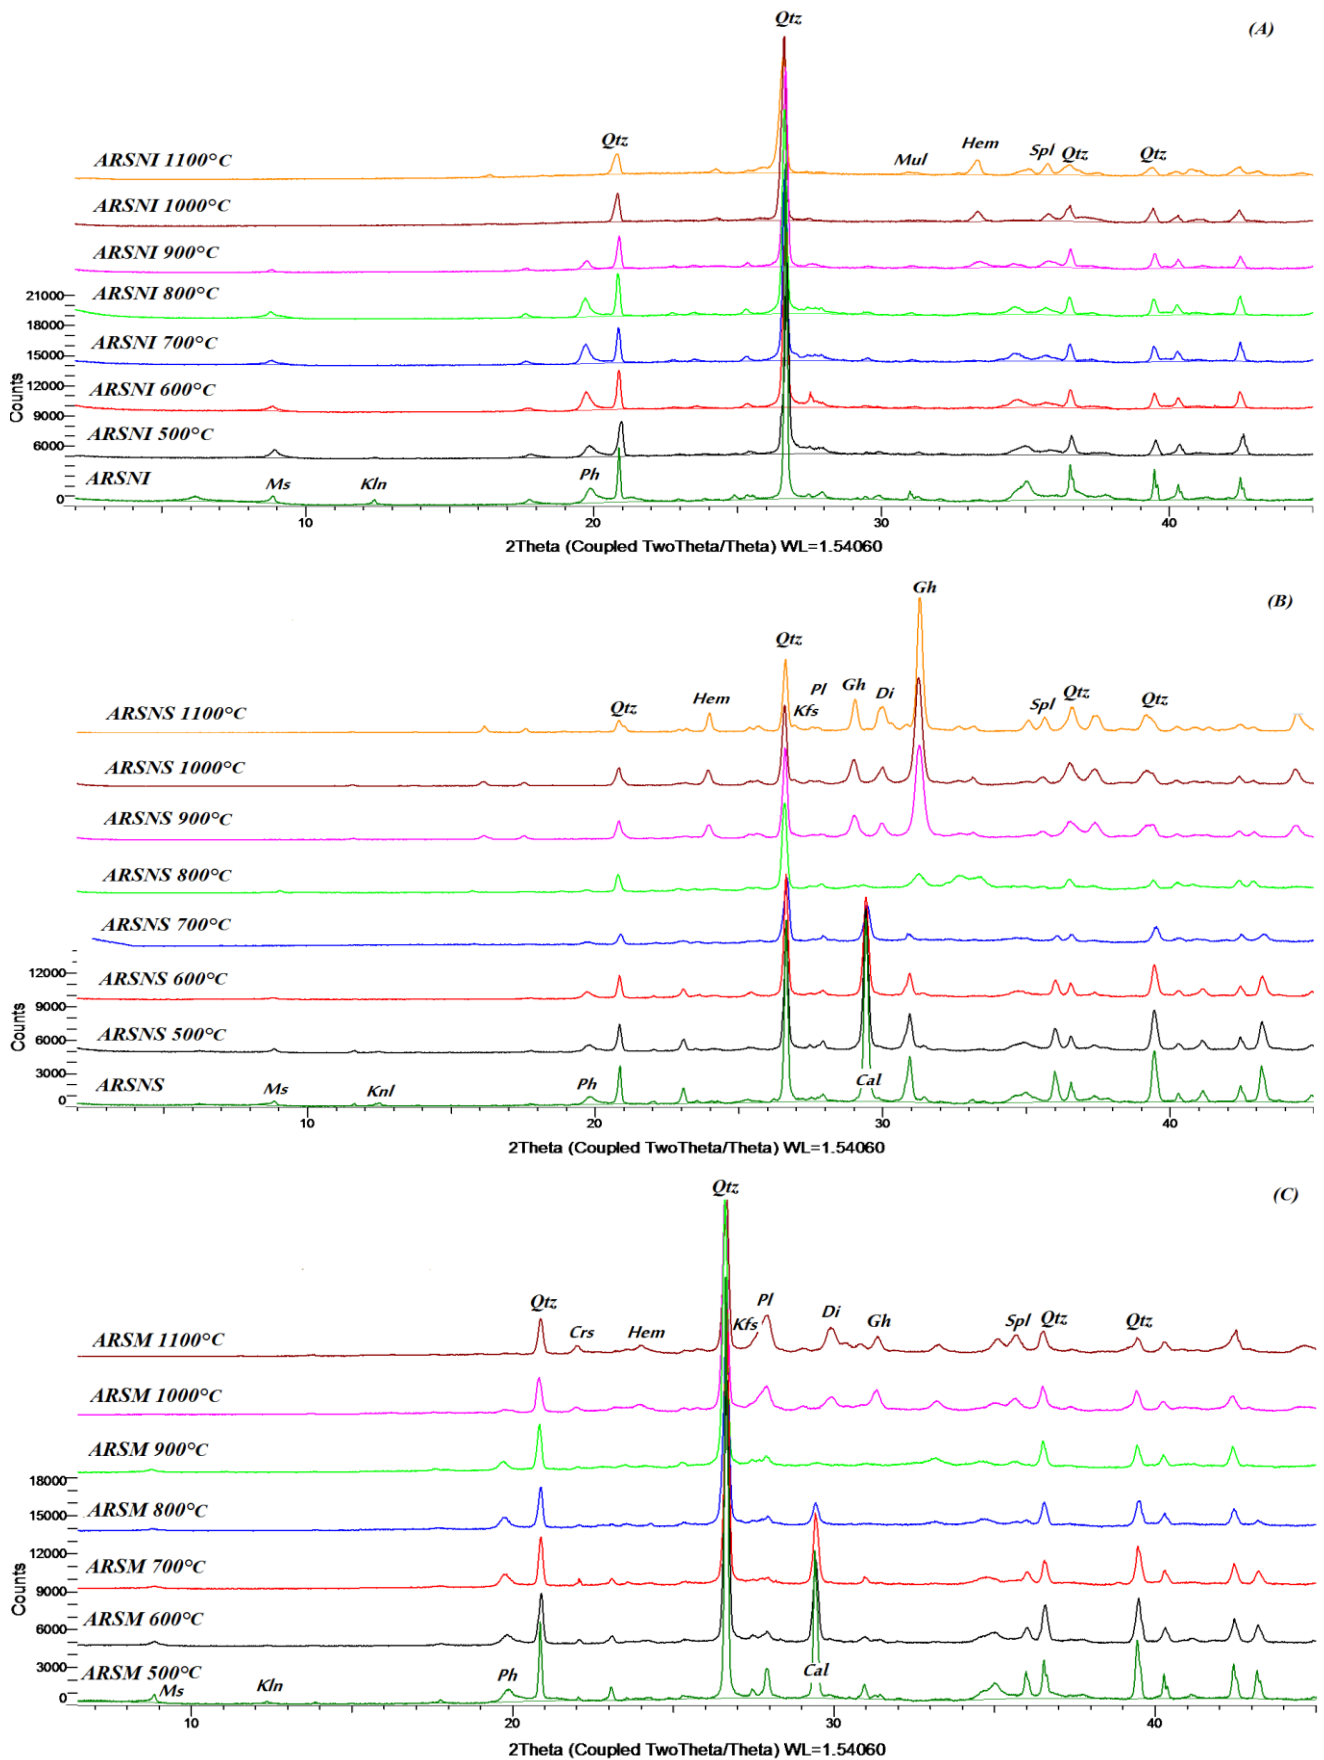 (A)
Qtz
Qtz
Mul
Hem
Spl
Qtz
Qtz
ARSNI 1100°C
ARSNI 1000°C
ARSNI 900°C
ARSNI 800°C
ARSNI 700°C
ARSNI 600°C
ARSNI 500°C
ARSNI
Ms
Kln
Ph
21000
18000
15000
12000
9000
6000
0
Counts
10
20
30
40
2Theta (Coupled TwoTheta/Theta) WL=1.54060
(B)
Gh
Qtz
Qtz
Hem
Kfs
Pl
Gh
Di
Spl
Qtz
Qtz
ARSNS 1100°C
ARSNS 1000°C
ARSNS 900°C
ARSNS 800°C
ARSNS 700°C
ARSNS 600°C
ARSNS 500°C
ARSNS
Ms
Knl
Ph
Cal
12000
9000
6000
3000
0
Counts
10
20
30
40
2Theta (Coupled TwoTheta/Theta) WL=1.54060
(C)
Qtz
Qtz
Crs
Hem
Kfs
Pl
Di
Gh
Spl
Qtz
Qtz
ARSM 1100°C
ARSM 1000°C
ARSM 900°C
ARSM 800°C
ARSM 700°C
ARSM 600°C
ARSM 500°C
Ms
Kln
Ph
Cal
18000
15000
12000
9000
6000
3000
0
Counts
10
20
30
40
2Theta (Coupled TwoTheta/Theta) WL=1.54060